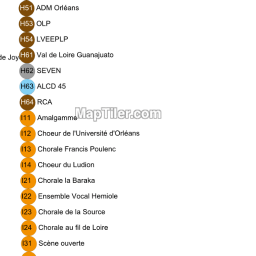 H51 ADM Orléans
H53 OLP
H54 LVEEPLP
de Joy H61 Val de Loire Guanajuato
H62 SEVEN
H63 ALCD 45
H64 RCA
MapTiler.com
I11 Amalgamme
I12 Choeur de l'Université d'Orléans
I13 Chorale Francis Poulenc
I14 Choeur du Ludion
I21 Chorale la Baraka
I22 Ensemble Vocal Hemiole
I23 Chorale de la Source
I24 Chorale au fil de Loire
I31 Scène ouverte